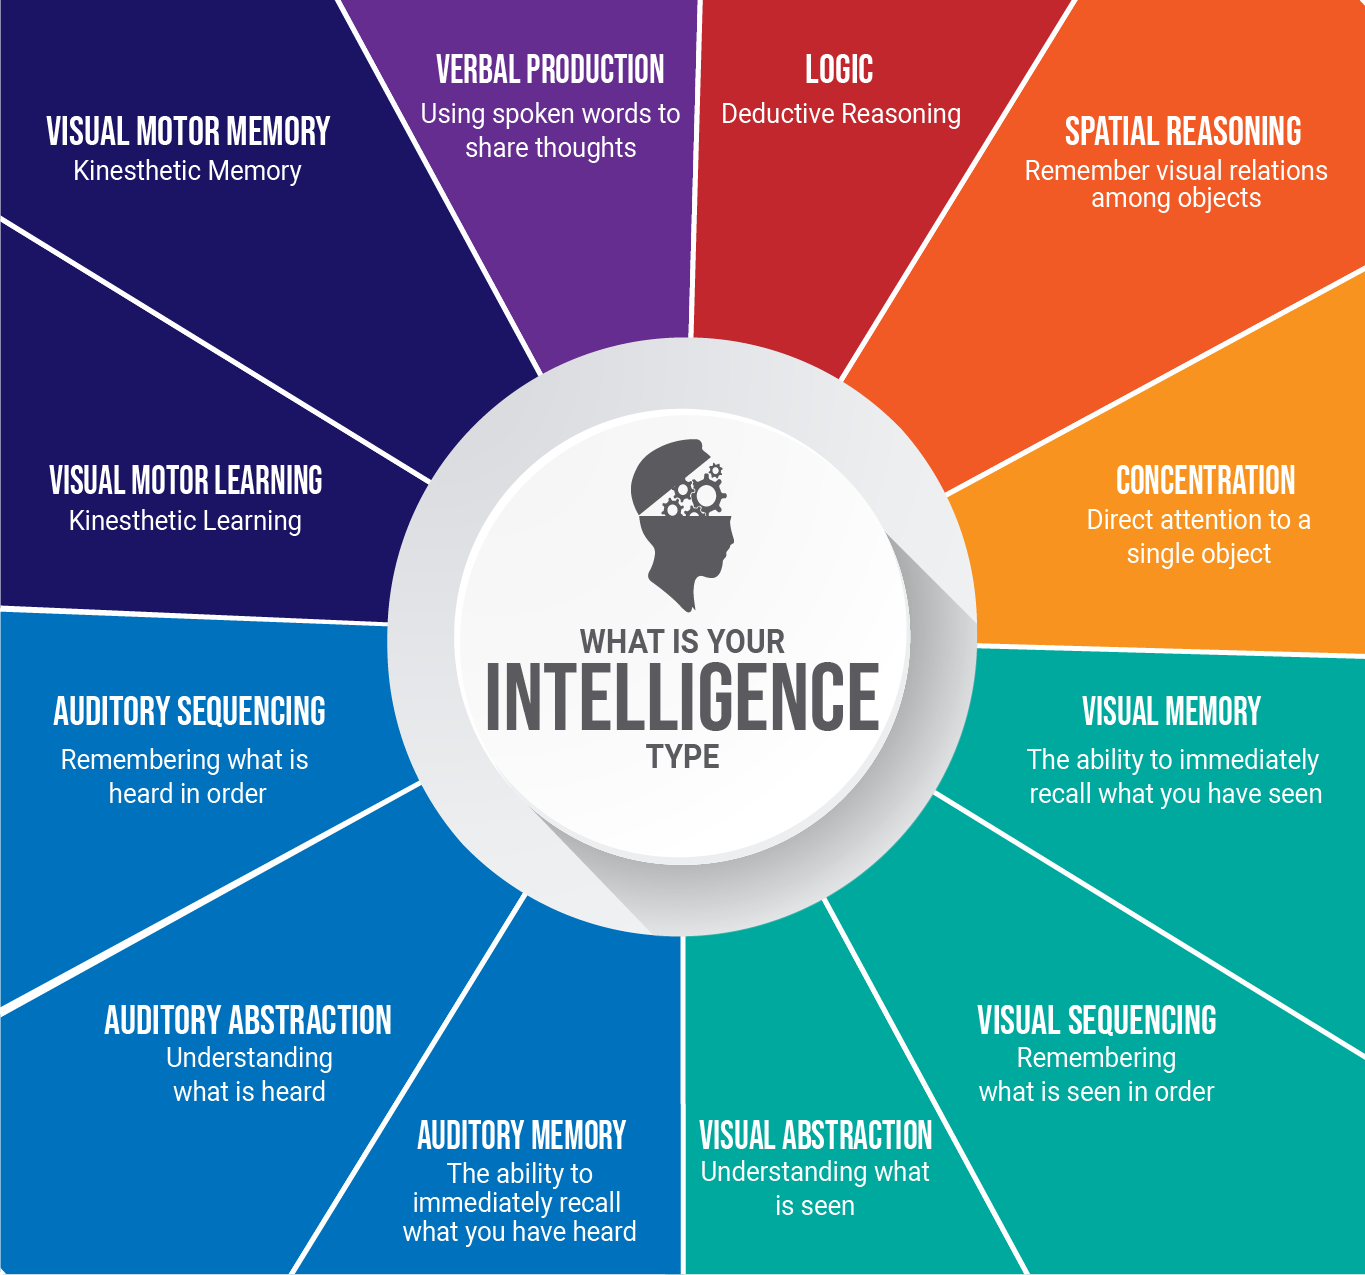 VERBAL PRODUCTION
Using spoken words to
share thoughts
LOGIC
Deductive Reasoning
SPATIAL REASONING
Remember visual relations
among objects
CONCENTRATION
Direct attention to a
single object
VISUAL MEMORY
The ability to immediately
recall what you have seen
VISUAL SEQUENCING
Remembering
what is seen in order
VISUAL ABSTRACTION
Understanding what
is seen
AUDITORY MEMORY
The ability to
immediately recall
what you have heard
AUDITORY ABSTRACTION
Understanding
what is heard
AUDITORY SEQUENCING
Remembering what is
heard in order
VISUAL MOTOR LEARNING
Kinesthetic Learning
VISUAL MOTOR MEMORY
Kinesthetic Memory
WHAT IS YOUR
INTELLIGENCE
TYPE